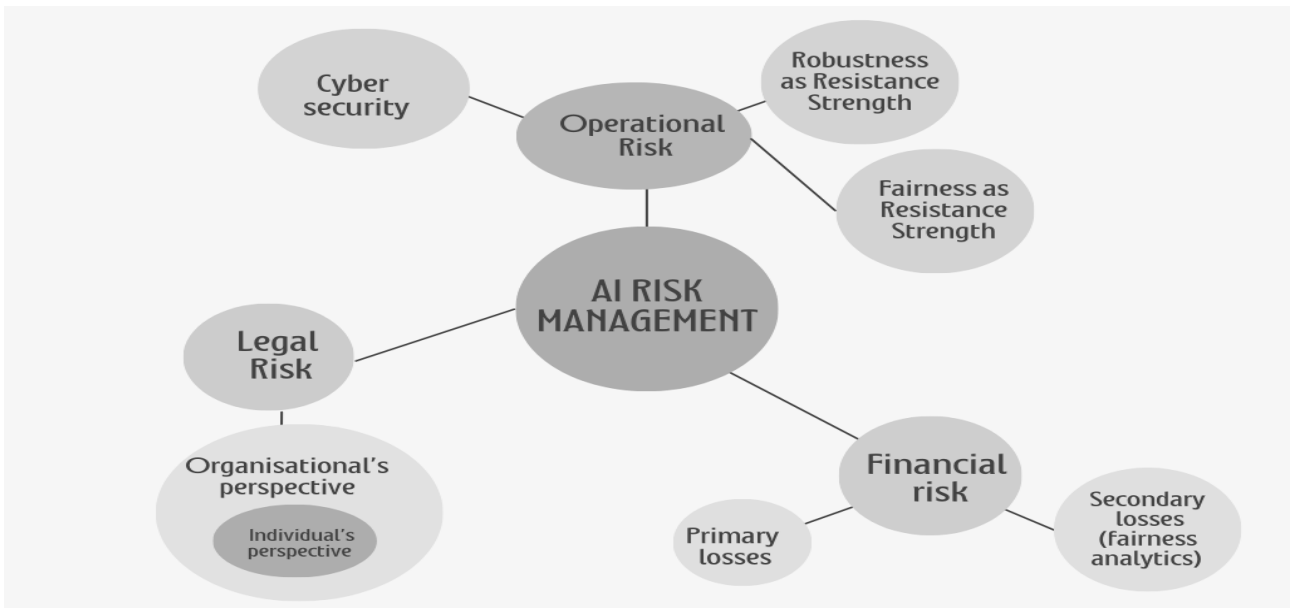 Cyber
security
Operational
Risk
Robustness
as Resistance
Strength
Fairness as
Resistance
Strength
AI RISK
MANAGEMENT
Legal
Risk
Organisational's
perspective
Individual's
perspective
Financial
risk
Primary
losses
Secondary
losses
(fairness
analytics)